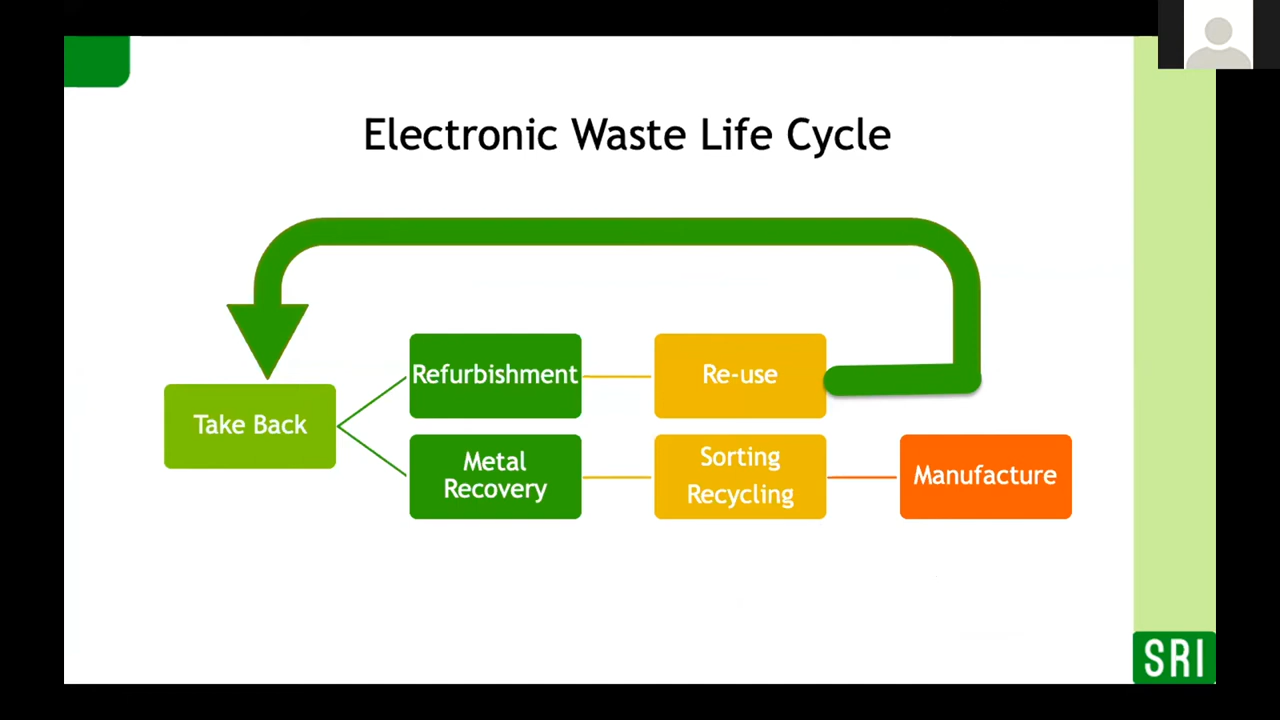 Electronic Waste Life Cycle
Take Back
Refurbishment
Re-use
Metal
Recovery
Sorting
Recycling
Manufacture
SRI